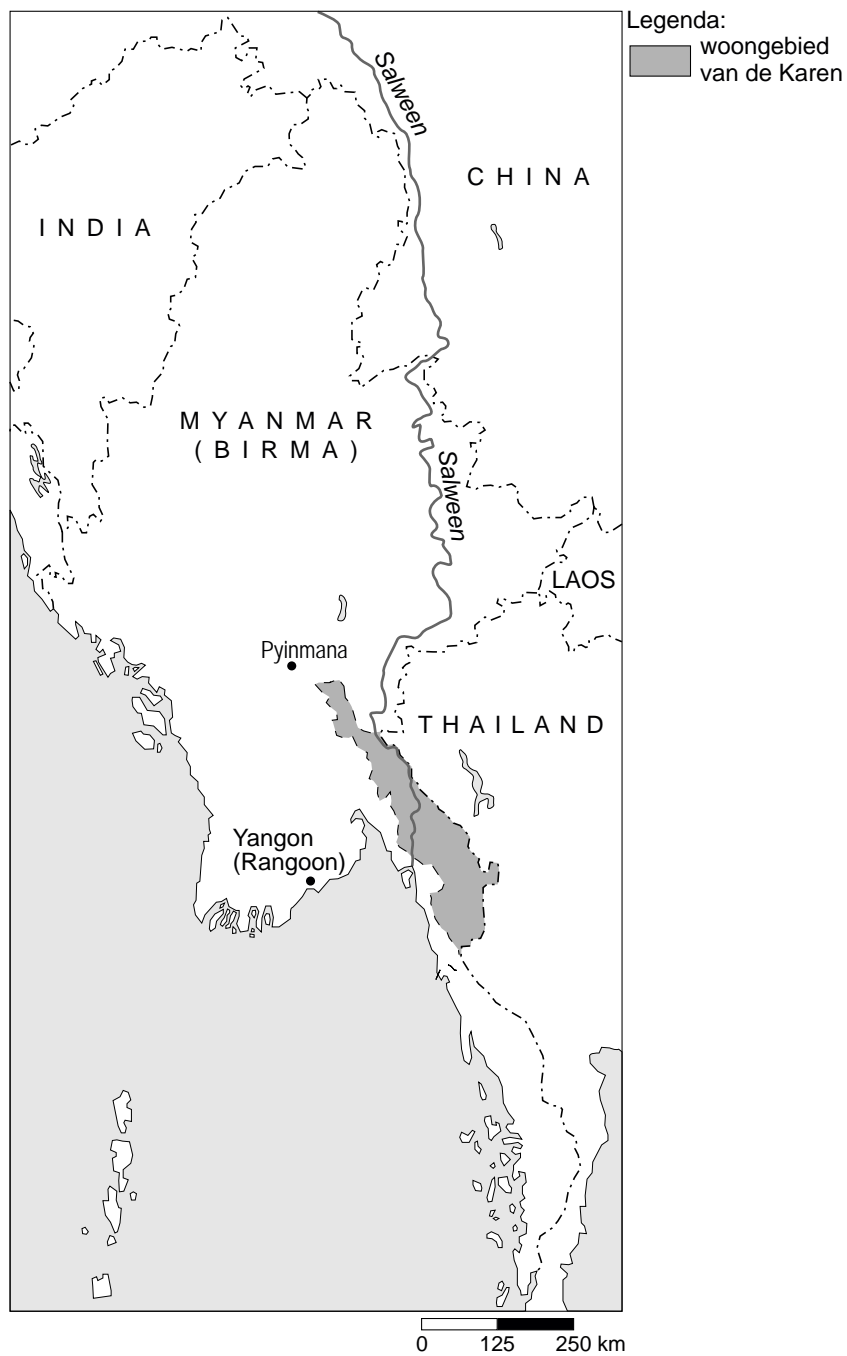 Legenda:
woongebied
van de Karen
Salween
CHINA
INDIA
MYANMAR
(BIRMA)
Salween
LAOS
Pyinmana
THAILAND
Yangon
(Rangoon)
0 125 250 km